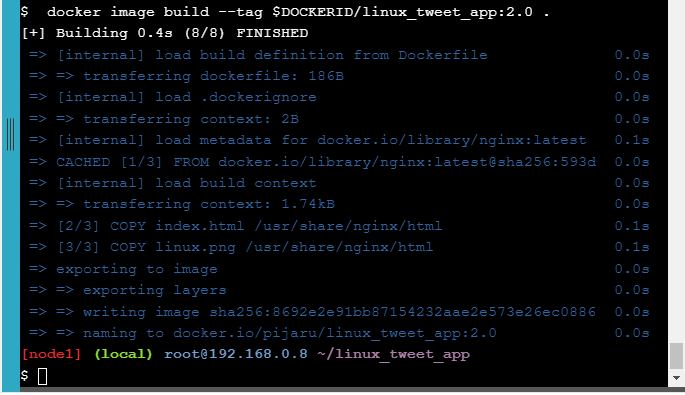 $  docker image build --tag $DOCKERID/linux_tweet_app:2.0 .
[+] Building 0.4s (8/8) FINISHED
=> [internal] load build definition from Dockerfile 0.0s
=> => transferring dockerfile: 186B 0.0s
=> [internal] load .dockerignore 0.0s
=> => transferring context: 2B 0.0s
=> [internal] load metadata for docker.io/library/nginx:latest 0.1s
=> CACHED [1/3] FROM docker.io/library/nginx:latest@sha256:593d 0.0s
=> [internal] load build context 0.0s
=> => transferring context: 1.74kB 0.0s
=> [2/3] COPY index.html /usr/share/nginx/html 0.1s
=> [3/3] COPY linux.png /usr/share/nginx/html 0.1s
=> exporting to image 0.0s
=> => exporting layers 0.0s
=> => writing image sha256:8692e2e91bb87154232aae2e573e26ec0886 0.0s
=> => naming to docker.io/pijaru/linux_tweet_app:2.0 0.0s
[node1] (local) root@192.168.0.8 ~/linux_tweet_app
$